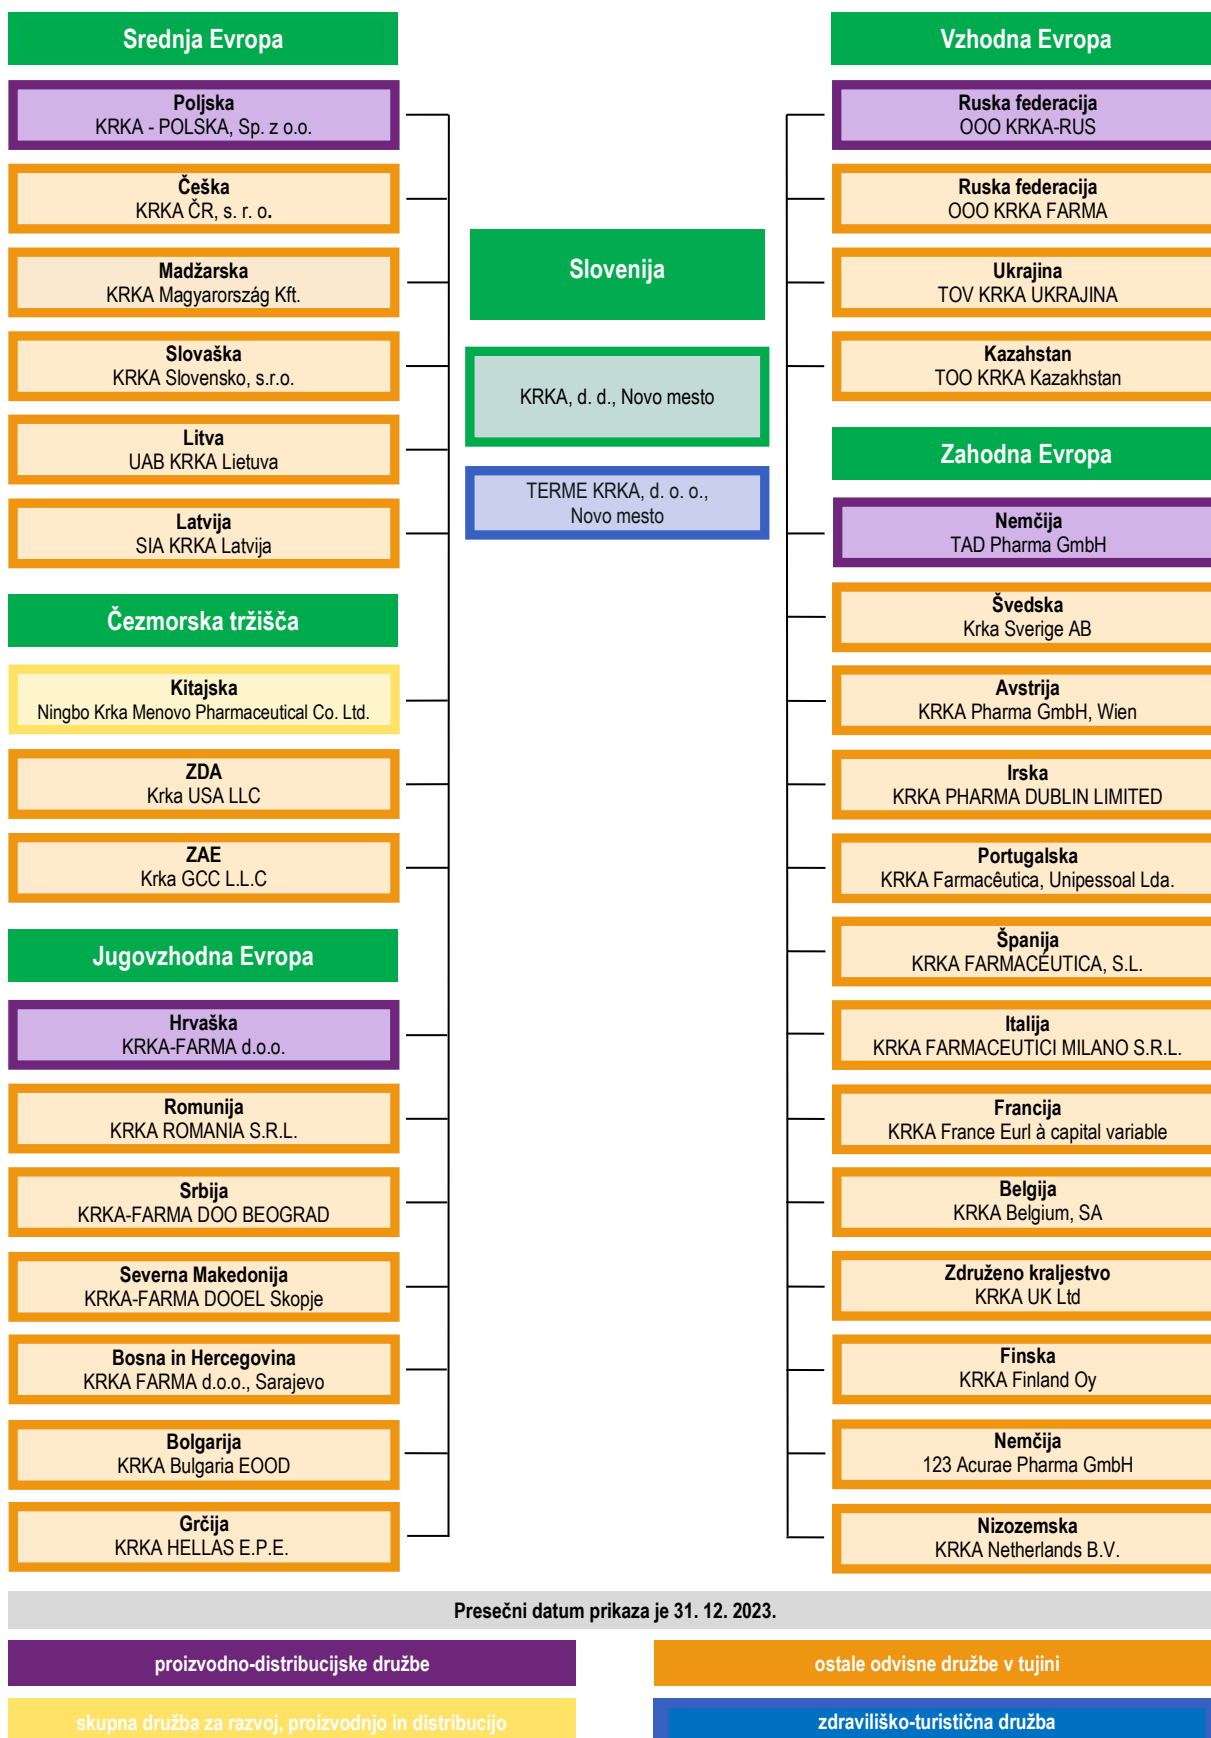 Srednja Evropa
Poljska
KRKA - POLSKA, Sp. z o.o.
Češka
KRKA ČR, s. r. o.
Madžarska
KRKA Magyarország Kft.
Slovaška
KRKA Slovensko, s.r.o.
Litva
UAB KRKA Lietuva
Latvija
SIA KRKA Latvija
Čezmorska tržišča
Kitajska
Ningbo Krka Menovo Pharmaceutical Co. Ltd.
ZDA
Krka USA LLC
ZAE
Krka GCC L.L.C
Jugovzhodna Evropa
Hrvaška
KRKA-FARMA d.o.o.
Romunija
KRKA ROMANIA S.R.L.
Srbija
KRKA-FARMA DOO BEOGRAD
Severna Makedonija
KRKA-FARMA DOOEL Skopje
Bosna in Hercegovina
KRKA FARMA d.o.o., Sarajevo
Bolgarija
KRKA Bulgaria EOOD
Grčija
KRKA HELLAS E.P.E.
Slovenija
KRKA, d. d., Novo mesto
TERME KRKA, d. o. o.,
Novo mesto
Vzhodna Evropa
Ruska federacija
OOO KRKA-RUS
Ruska federacija
OOO KRKA FARMA
Ukrajina
TOV KRKA UKRAJINA
Kazahstan
TOO KRKA Kazakhstan
Zahodna Evropa
Nemčija
TAD Pharma GmbH
Švedska
Krka Sverige AB
Avstrija
KRKA Pharma GmbH, Wien
Irska
KRKA PHARMA DUBLIN LIMITED
Portugalska
KRKA Farmacêutica, Unipessoal Lda.
Španija
KRKA FARMACÉUTICA, S.L.
Italija
KRKA FARMACEUTICI MILANO S.R.L.
Francija
KRKA France Eurl à capital variable
Belgija
KRKA Belgium, SA
Združeno kraljestvo
KRKA UK Ltd
Finska
KRKA Finland Oy
Nemčija
123 Acurae Pharma GmbH
Nizozemska
KRKA Netherlands B.V.
Presečni datum prikaza je 31. 12. 2023.
proizvodno-distribucijske družbe
ostale odvisne družbe v tujini
skupna družba za razvoj, proizvodnjo in distribucijo
zdraviliško-turistična družba